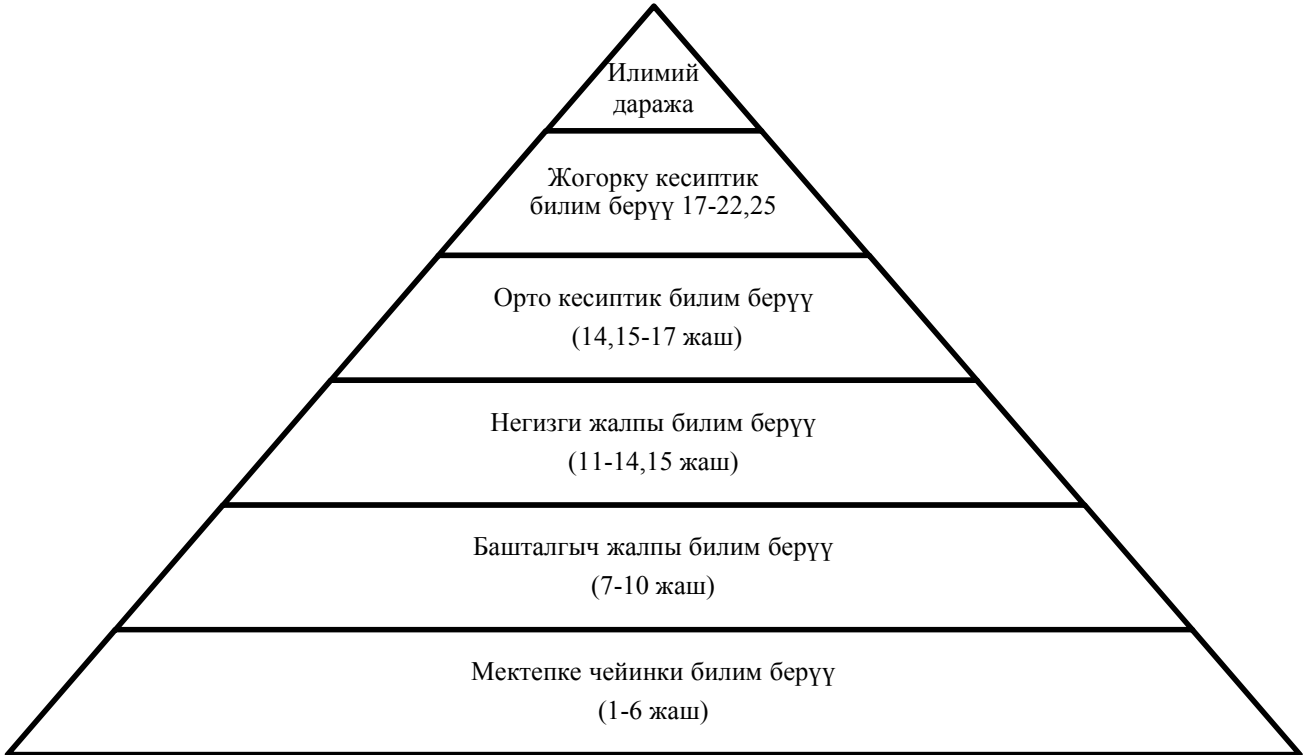 Илимий
даража
Жогорку кесиптик
билим берүү 17-22,25
Орто кесиптик билим берүү
(14,15-17 жаш)
Негизги жалпы билим берүү
(11-14,15 жаш)
Башталгыч жалпы билим берүү
(7-10 жаш)
Мектепке чейинки билим берүү
(1-6 жаш)